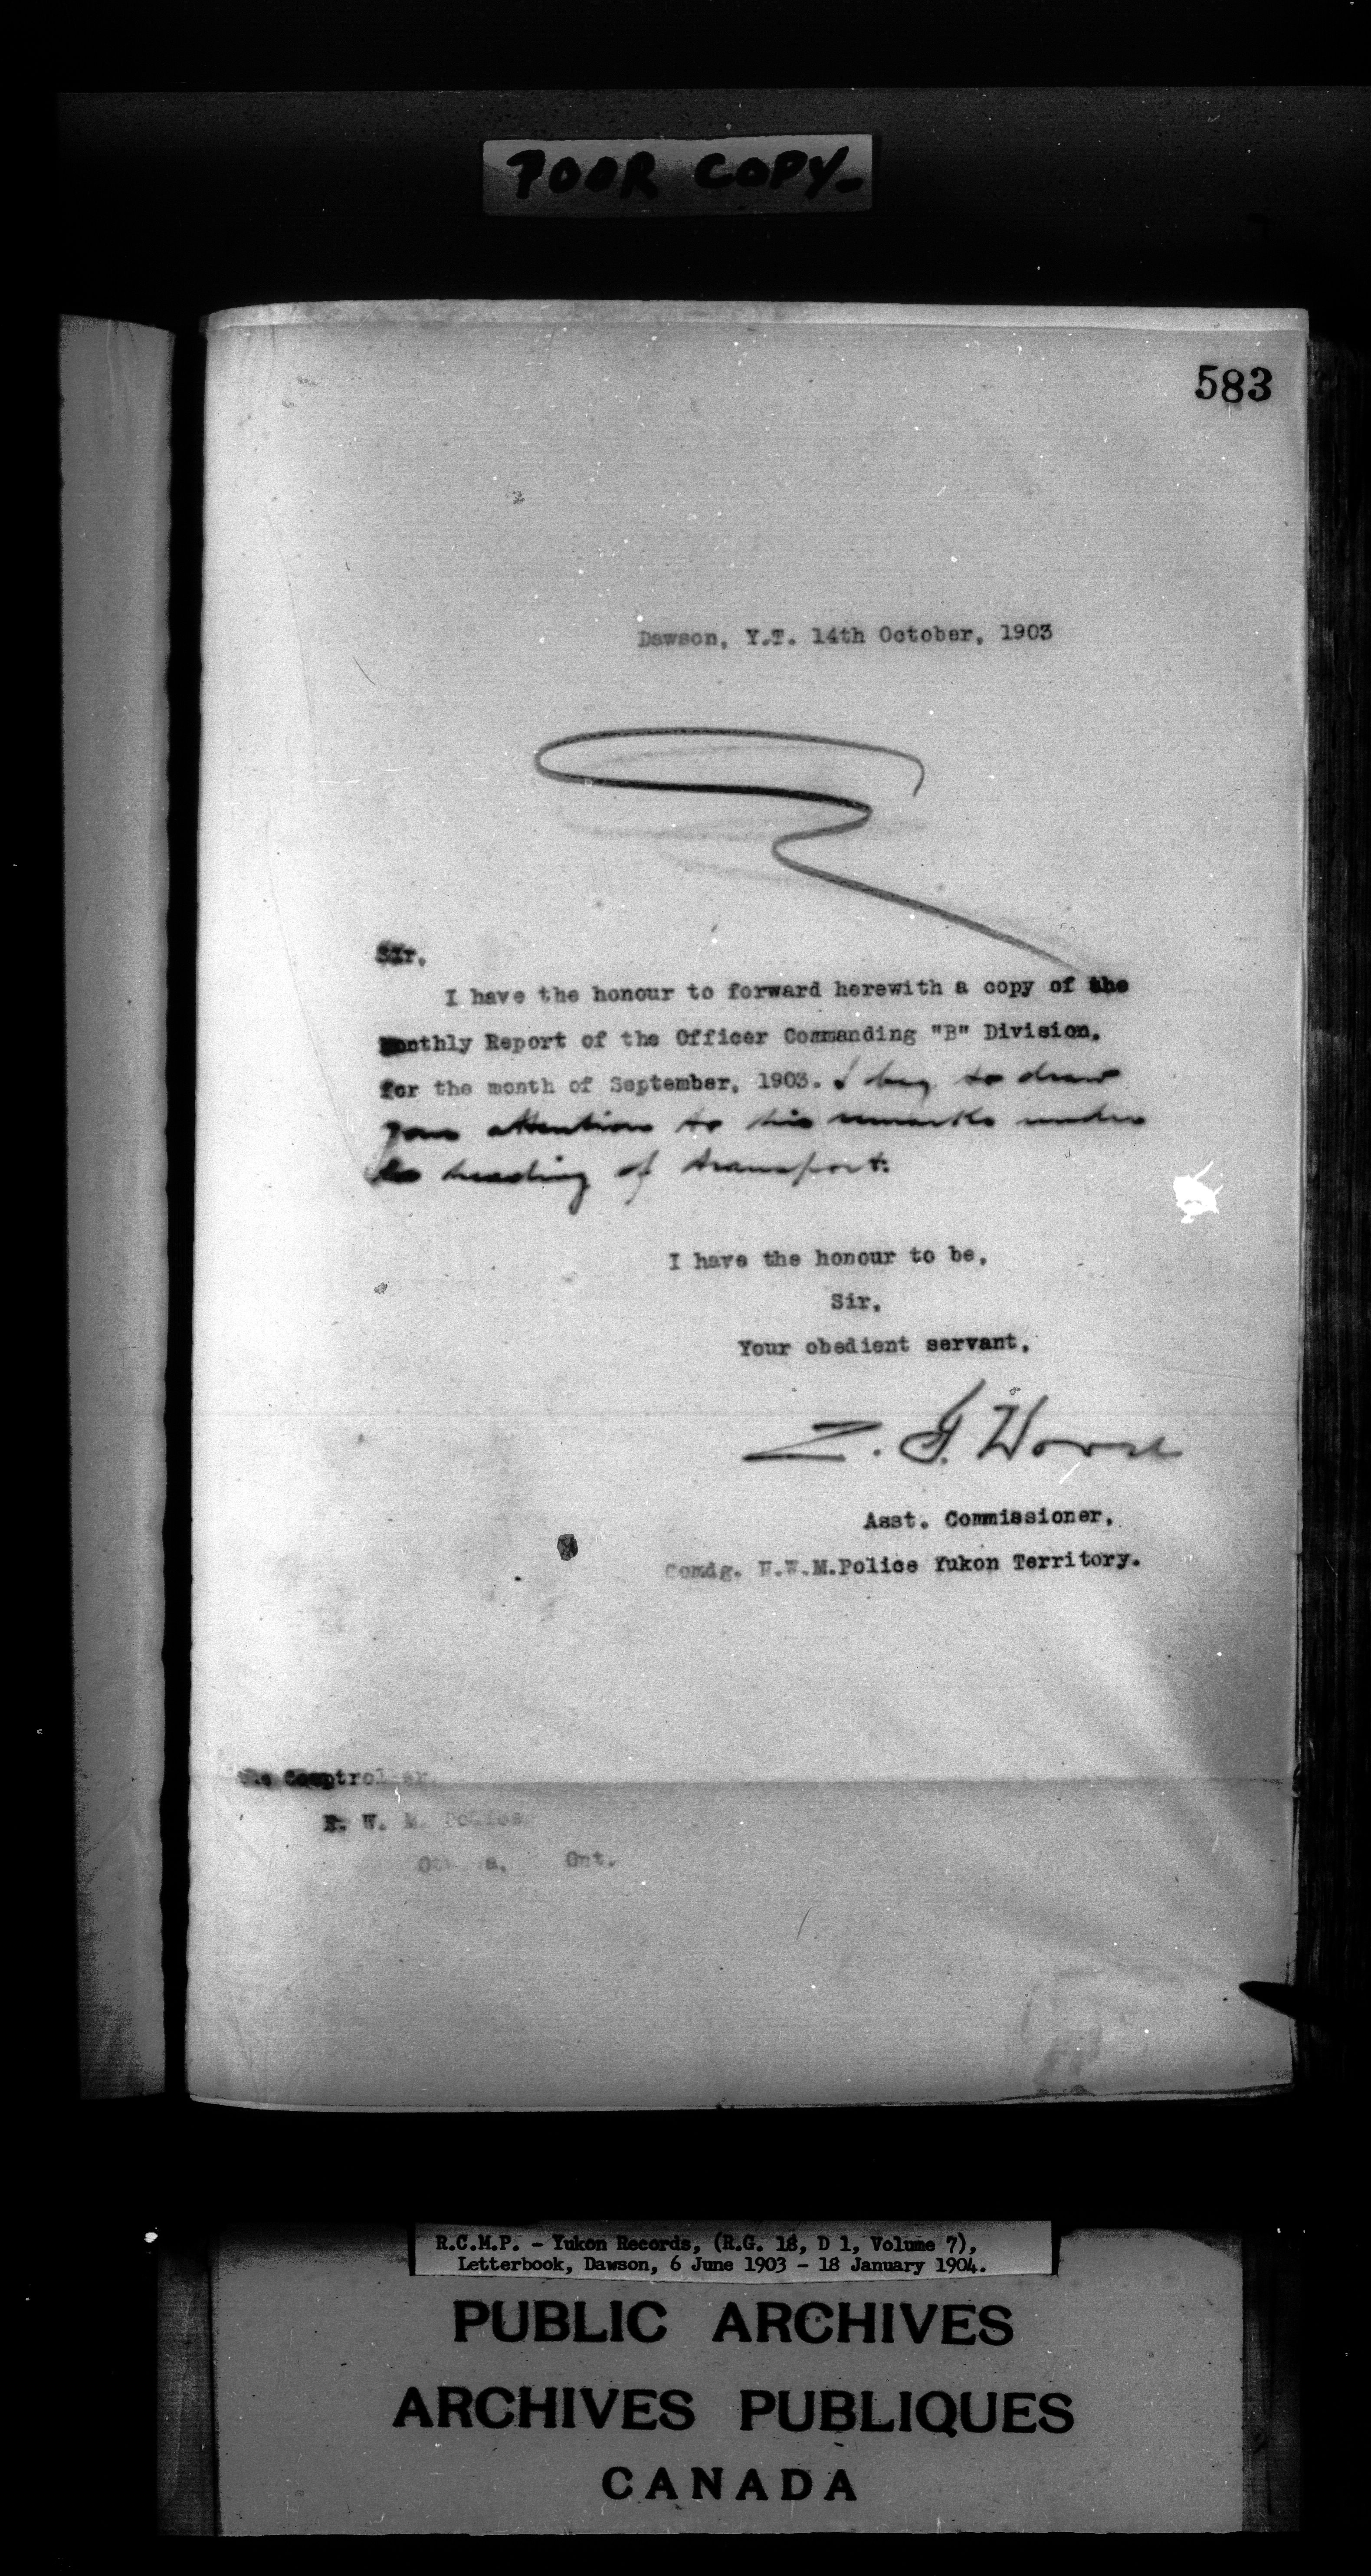 POOR COPY-
583
Dawson, Y.T. 14th October, 1903
Sir,
I have the honour to forward herewith a copy of the
Monthly Report of the Officer Commanding "B" Division,
for the month of September, 1903. I beg to draw
your attention to his remarks under
the heading of transport.
I have the honour to be,
Sir,
Your obedient servant,
Z. T. Wood
Asst. Commissioner,
Comdg. N.W.M.Police Yukon Territory.
The Comptroller
N. W. M. Police
Ottawa, Ont.
R.C.M.P. - Yukon Records, (R.G. 18, D 1, Volume 7),
Letterbook, Dawson, 6 June 1903 - 18 January 1904.
PUBLIC ARCHIVES
ARCHIVES PUBLIQUES
CANADA